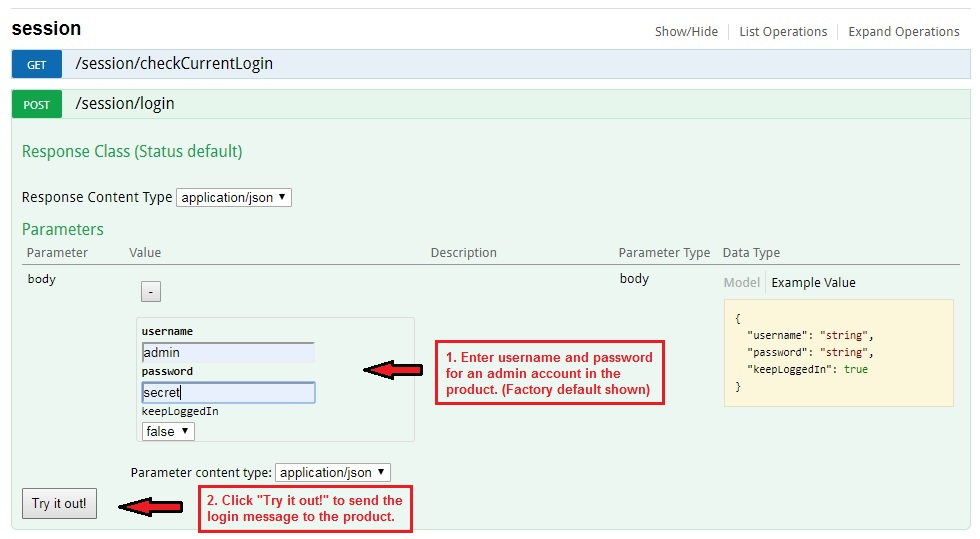 session
Show/Hide List Operations Expand Operations
GET /session/checkCurrentLogin
POST /session/login
Response Class (Status default)
Response Content Type application/json
Parameters
Parameter Value Description Parameter Type Data Type
body body Model Example Value
-
{
"username": "string",
"password": "string",
"keepLoggedIn": true
}
username
admin
password
secret
keepLoggedIn
false
1. Enter username and password
for an admin account in the
product. (Factory default shown)
Parameter content type: application/json
Try it out!
2. Click "Try it out!" to send the
login message to the product.